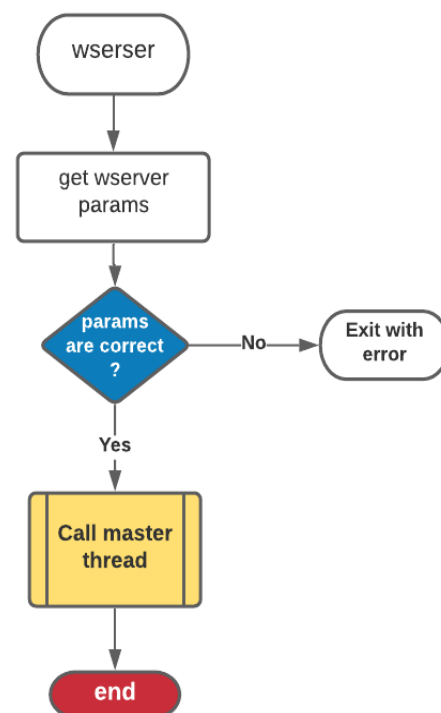 wserser
get wserver
params
params
are correct
?
No
Exit with
error
Yes
Call master
thread
end